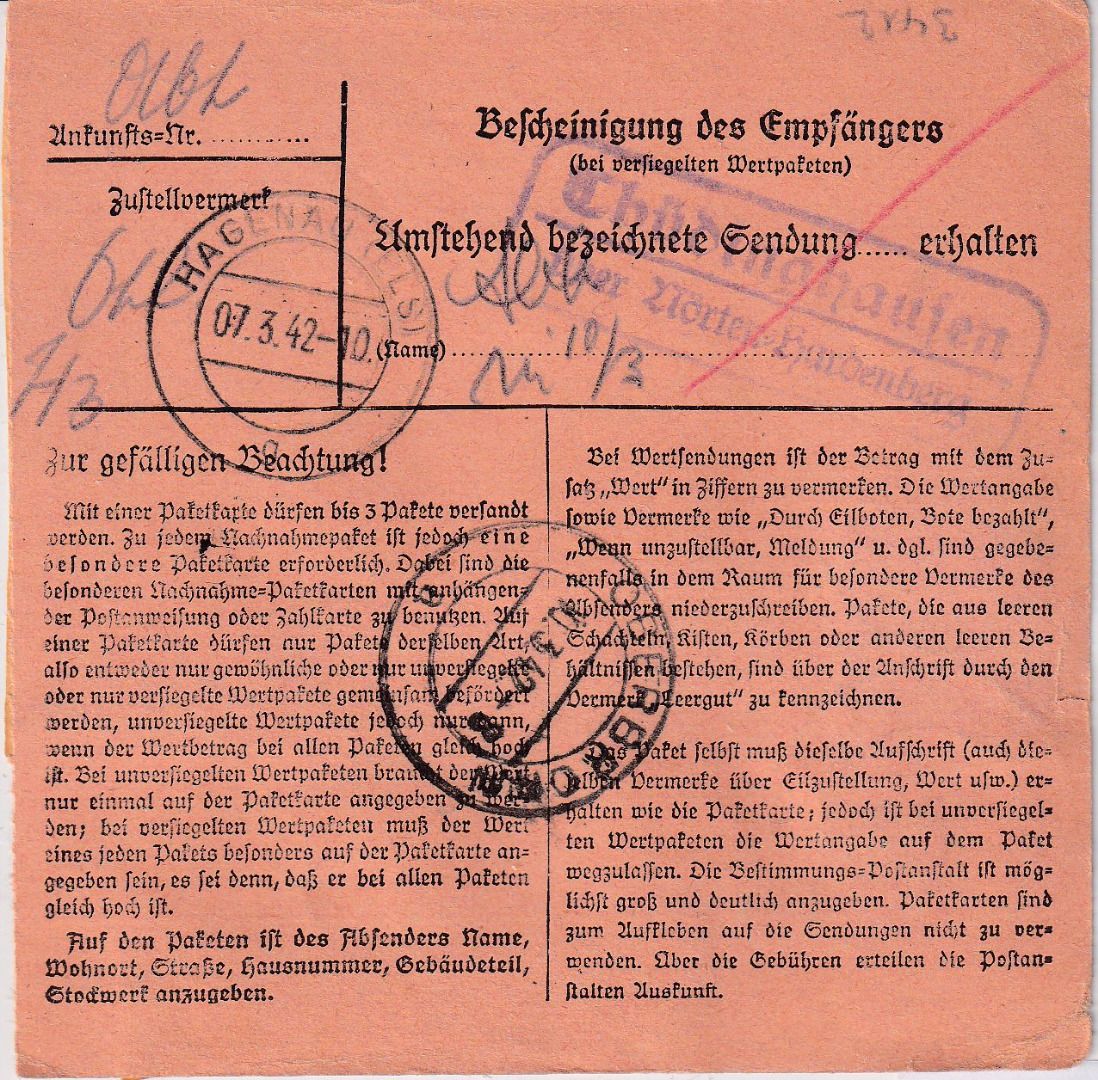 Ankunfts=Nr. ............
Zustellvermerk
Bescheinigung des Empfängers
(bei versiegelten Wertpaketen)
Umstehend bezeichnete Sendung...... erhalten
(Name)
HAGENAU (ELS)
07.3.42-10
a
über Nörten-Hardenberg
10/3
Zur gefälligen Beachtung!
Mit einer Paketkarte dürfen bis 3 Pakete versandt
werden. Zu jedem Nachnahmepaket ist jedoch eine
besondere Paketkarte erforderlich. Dabei sind die
besonderen Nachnahme=Paketkarten mit anhängen=
der Postanweisung oder Zahlkarte zu benutzen. Auf
einer Paketkarte dürfen nur Pakete derselben Art,
also entweder nur gewöhnliche oder nur unversiegelte
oder nur versiegelte Wertpakete gemeinsam befördert
werden, unversiegelte Wertpakete jedoch nur dann,
wenn der Wertbetrag bei allen Paketen gleich hoch
ist. Bei unversiegelten Wertpaketen braucht der Wert
nur einmal auf der Paketkarte angegeben zu wer=
den; bei versiegelten Wertpaketen muß der Wert
eines jeden Pakets besonders auf der Paketkarte an=
gegeben sein, es sei denn, daß er bei allen Paketen
gleich hoch ist.
Auf den Paketen ist des Absenders Name,
Wohnort, Straße, Hausnummer, Gebäudeteil,
Stockwerk anzugeben.
Bei Wertsendungen ist der Betrag mit dem Zu=
satz „Wert" in Ziffern zu vermerken. Die Wertangabe
sowie Vermerke wie „Durch Eilboten, Bote bezahlt",
„Wenn unzustellbar, Meldung" u. dgl. sind gegebe=
nenfalls in dem Raum für besondere Vermerke des
Absenders niederzuschreiben. Pakete, die aus leeren
Schachteln, Kisten, Körben oder anderen leeren Be=
hältnissen bestehen, sind über der Anschrift durch den
Vermerk „Leergut" zu kennzeichnen.
Das Paket selbst muß dieselbe Aufschrift (auch die=
selben Vermerke über Eilzustellung, Wert usw.) er=
halten wie die Paketkarte; jedoch ist bei unversiegel=
ten Wertpaketen die Wertangabe auf dem Paket
wegzulassen. Die Bestimmungs=Postanstalt ist mög=
lichst groß und deutlich anzugeben. Paketkarten sind
zum Aufkleben auf die Sendungen nicht zu ver=
wenden. Über die Gebühren erteilen die Postan=
stalten Auskunft.